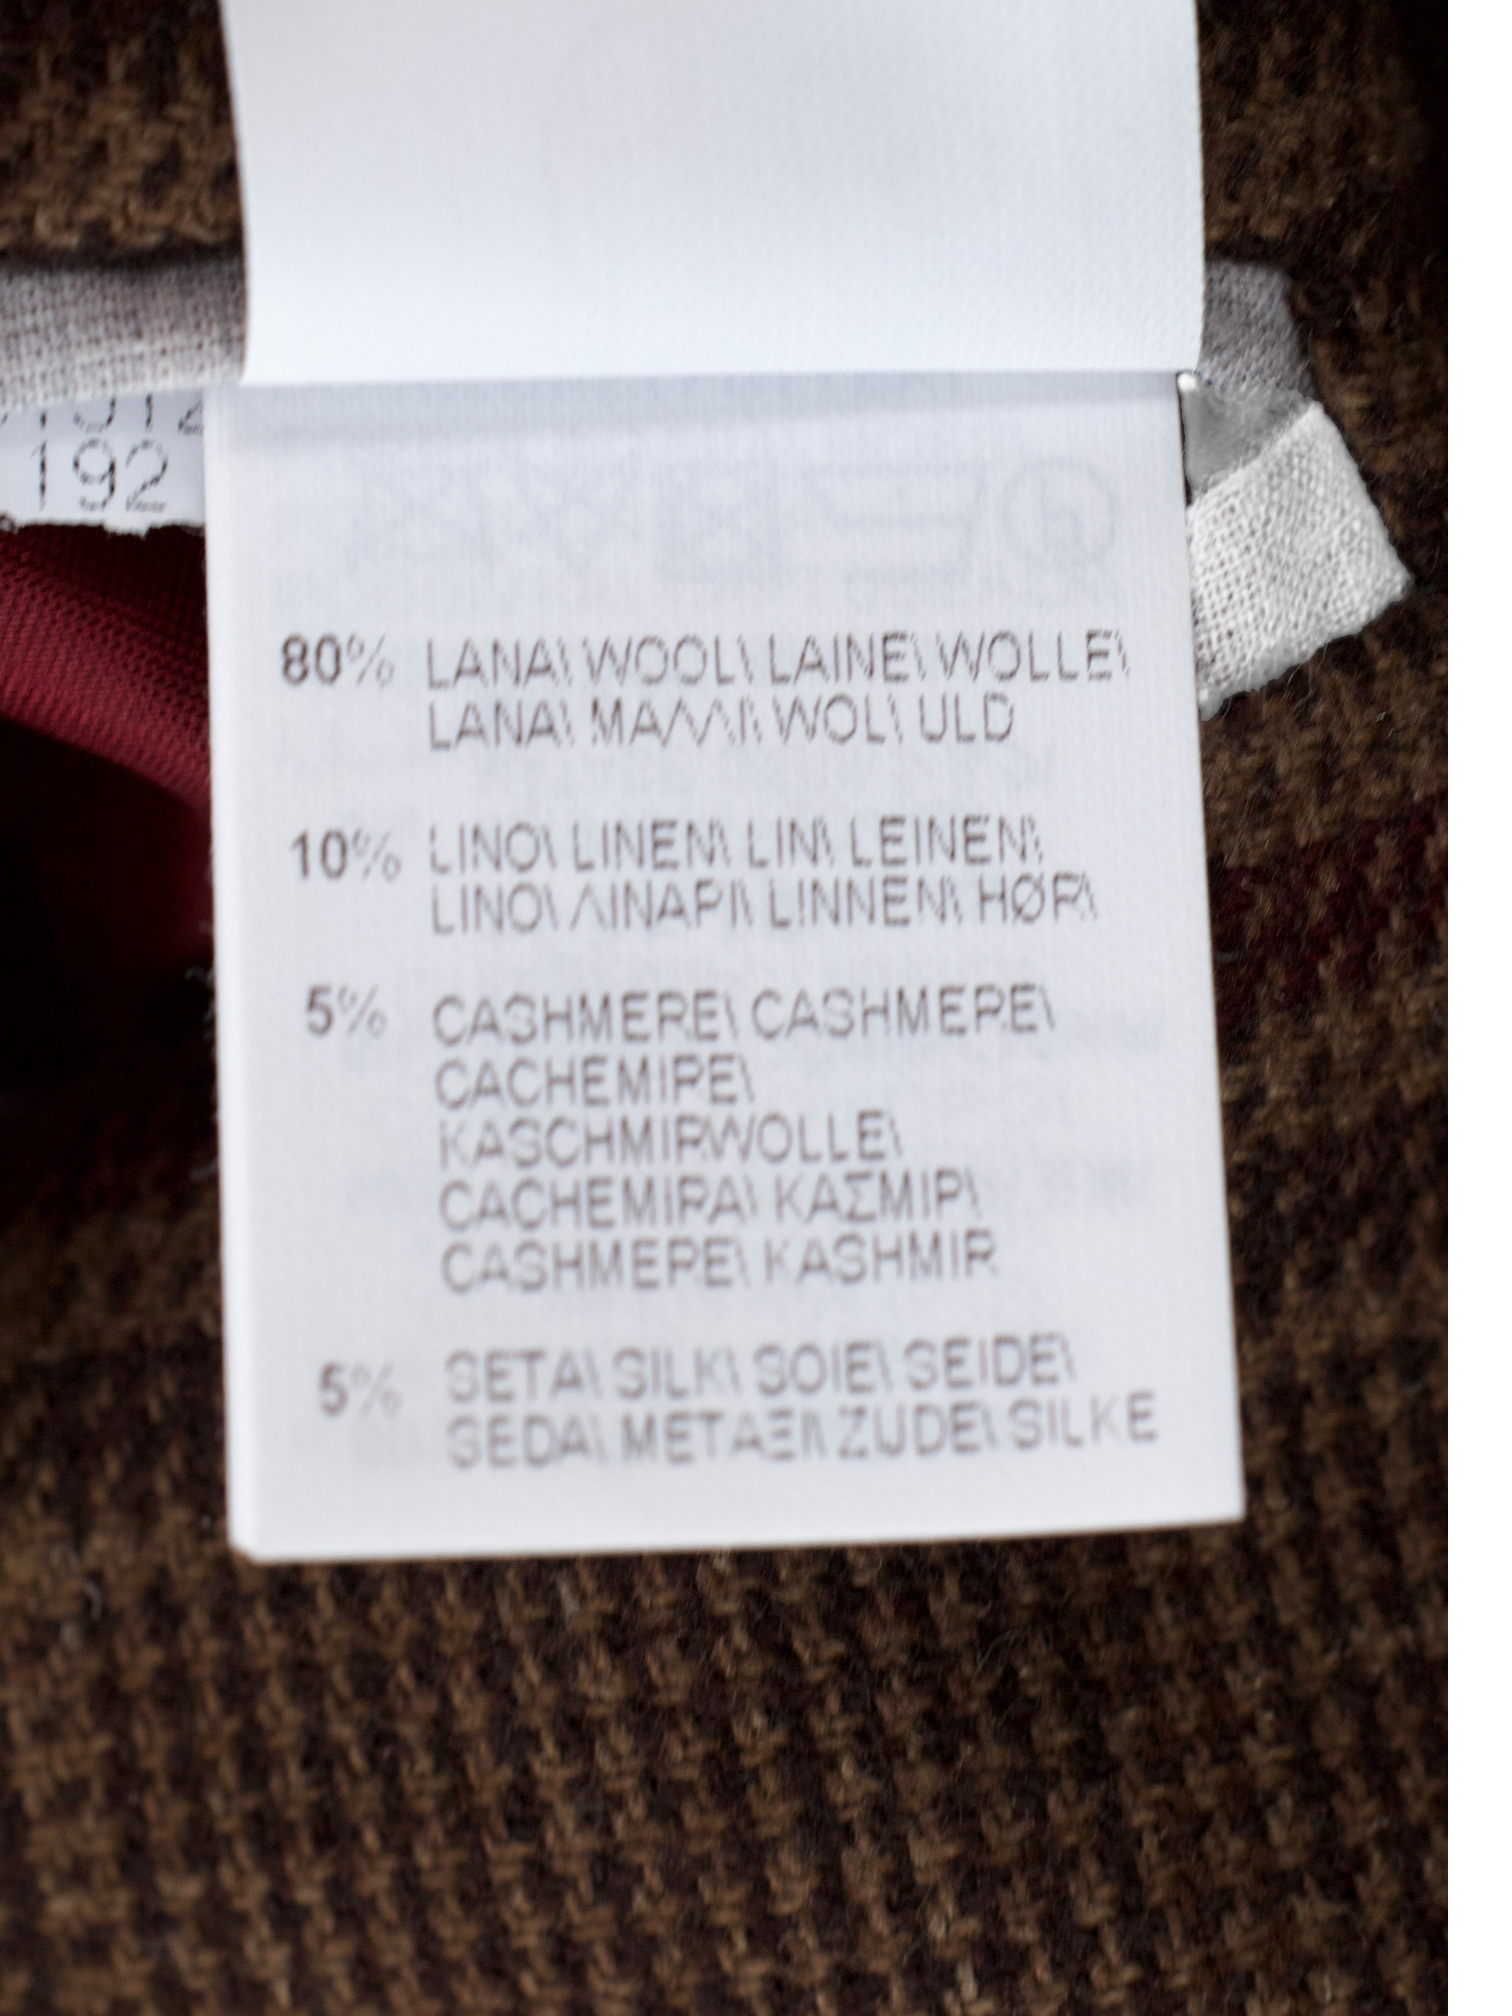 192
80% LANA\ WOOL\ LAINE\ WOLLE\
LANA\ ΜΑΛΛΙ\ WOL\ ULD
10% LINO\ LINEN\ LIN\ LEINEN\
LINO\ ΛΙΝΑΡΙ\ LINNEN\ HØR\
5% CASHMERE\ CASHMERE\
CACHEMIRE\
KASCHMIRWOLLE\
CACHEMIRA\ ΚΑΣΜΙΡ\
CASHMERE\ KASHMIR
5% SETA\ SILK\ SOIE\ SEIDE\
SEDA\ ΜΕΤΑΞΙ\ ZIJDE\ SILKE